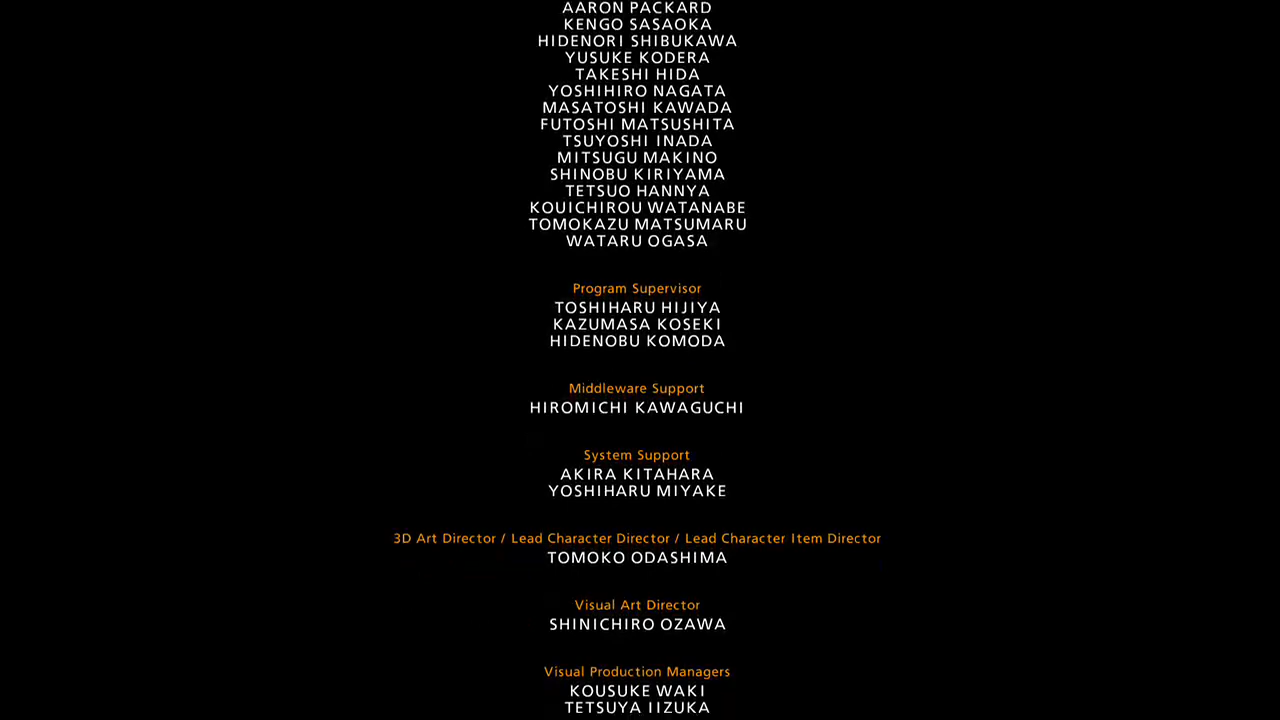 AARON PACKARD
KENGO SASAOKA
HIDENORI SHIBUKAWA
YUSUKE KODERA
TAKESHI HIDA
YOSHIHIRO NAGATA
MASATOSHI KAWADA
FUTOSHI MATSUSHITA
TSUYOSHI INADA
MITSUGU MAKINO
SHINOBU KIRIYAMA
TETSUO HANNYA
KOUICHIROU WATANABE
TOMOKAZU MATSUMARU
WATARU OGASA
Program Supervisor
TOSHIHARU HIJIYA
KAZUMASA KOSEKI
HIDENOBU KOMODA
Middleware Support
HIROMICHI KAWAGUCHI
System Support
AKIRA KITAHARA
YOSHIHARU MIYAKE
3D Art Director / Lead Character Director / Lead Character Item Director
TOMOKO ODASHIMA
Visual Art Director
SHINICHIRO OZAWA
Visual Production Managers
KOUSUKE WAKI
TETSUYA IIZUKA